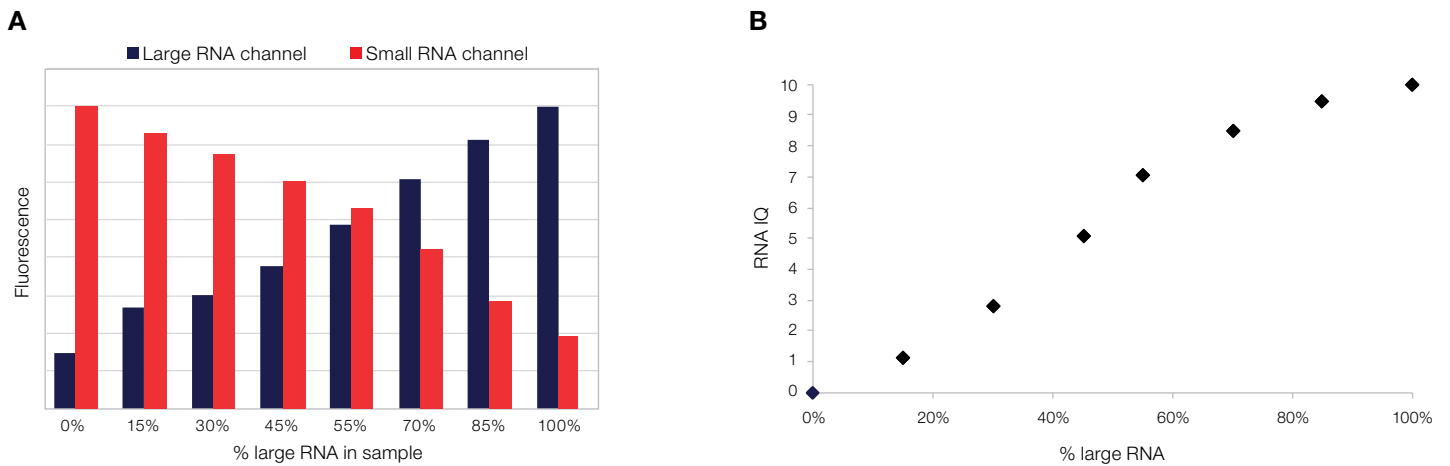 A
Large RNA channel Small RNA channel
Fluorescence
0% 15% 30% 45% 55% 70% 85% 100%
% large RNA in sample
B
10
9
8
7
6
5
4
3
2
1
0
RNA IQ
0% 20% 40% 60% 80% 100%
% large RNA